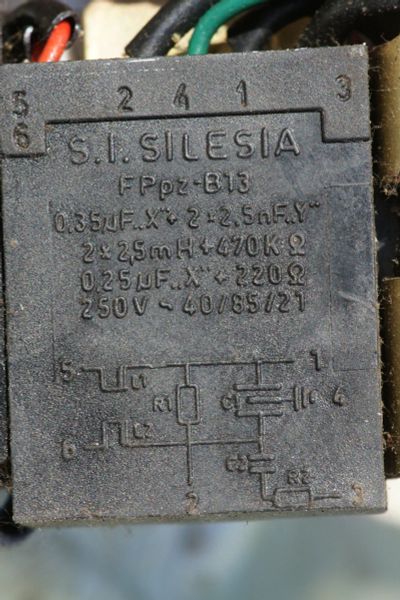 5 2 4 1 3
6
S.I. SILESIA
FPpz-B13
0,35µF„X"+ 2×2,5nF„Y"
2×2,5mH+470KΩ
0,25µF„X"+220Ω
250V ~ 40/85/21
5 L1 1
R1 C1 4
6 L2
C3
2 R2 3